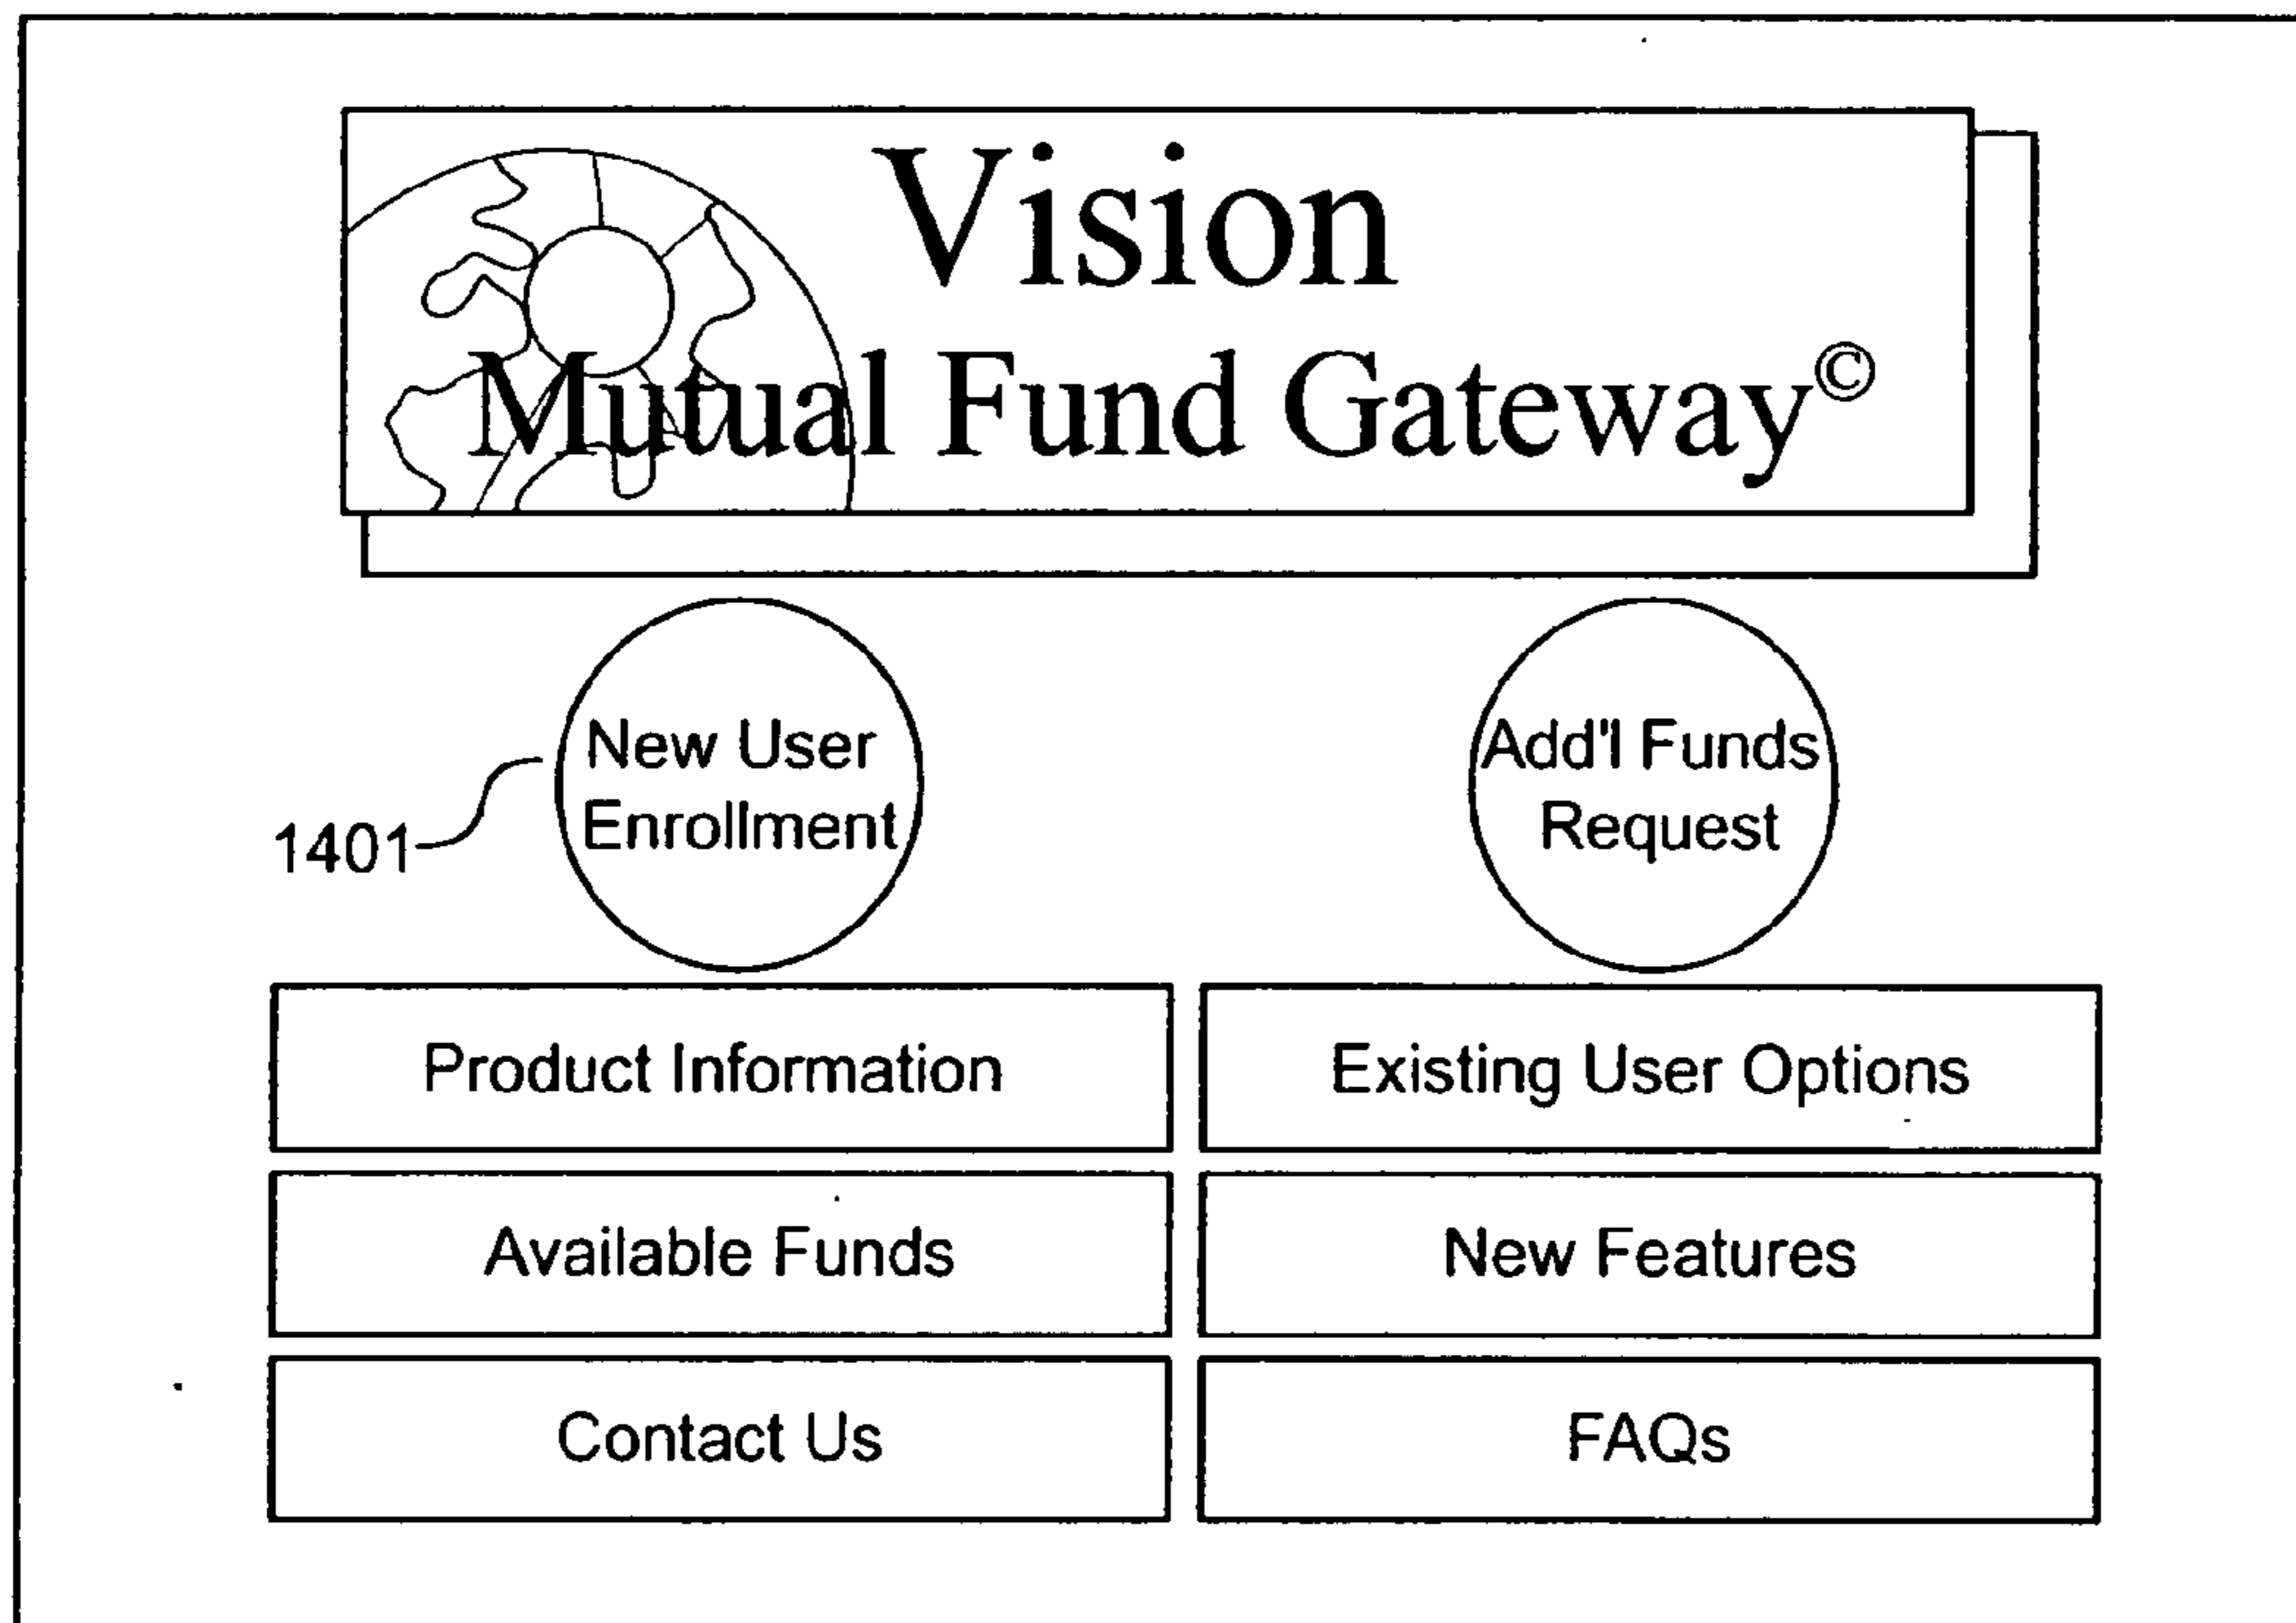 Vision
Mutual Fund Gateway©
New User
Enrollment
Add'l Funds
Request
1401
Product Information
Existing User Options
Available Funds
New Features
Contact Us
FAQs